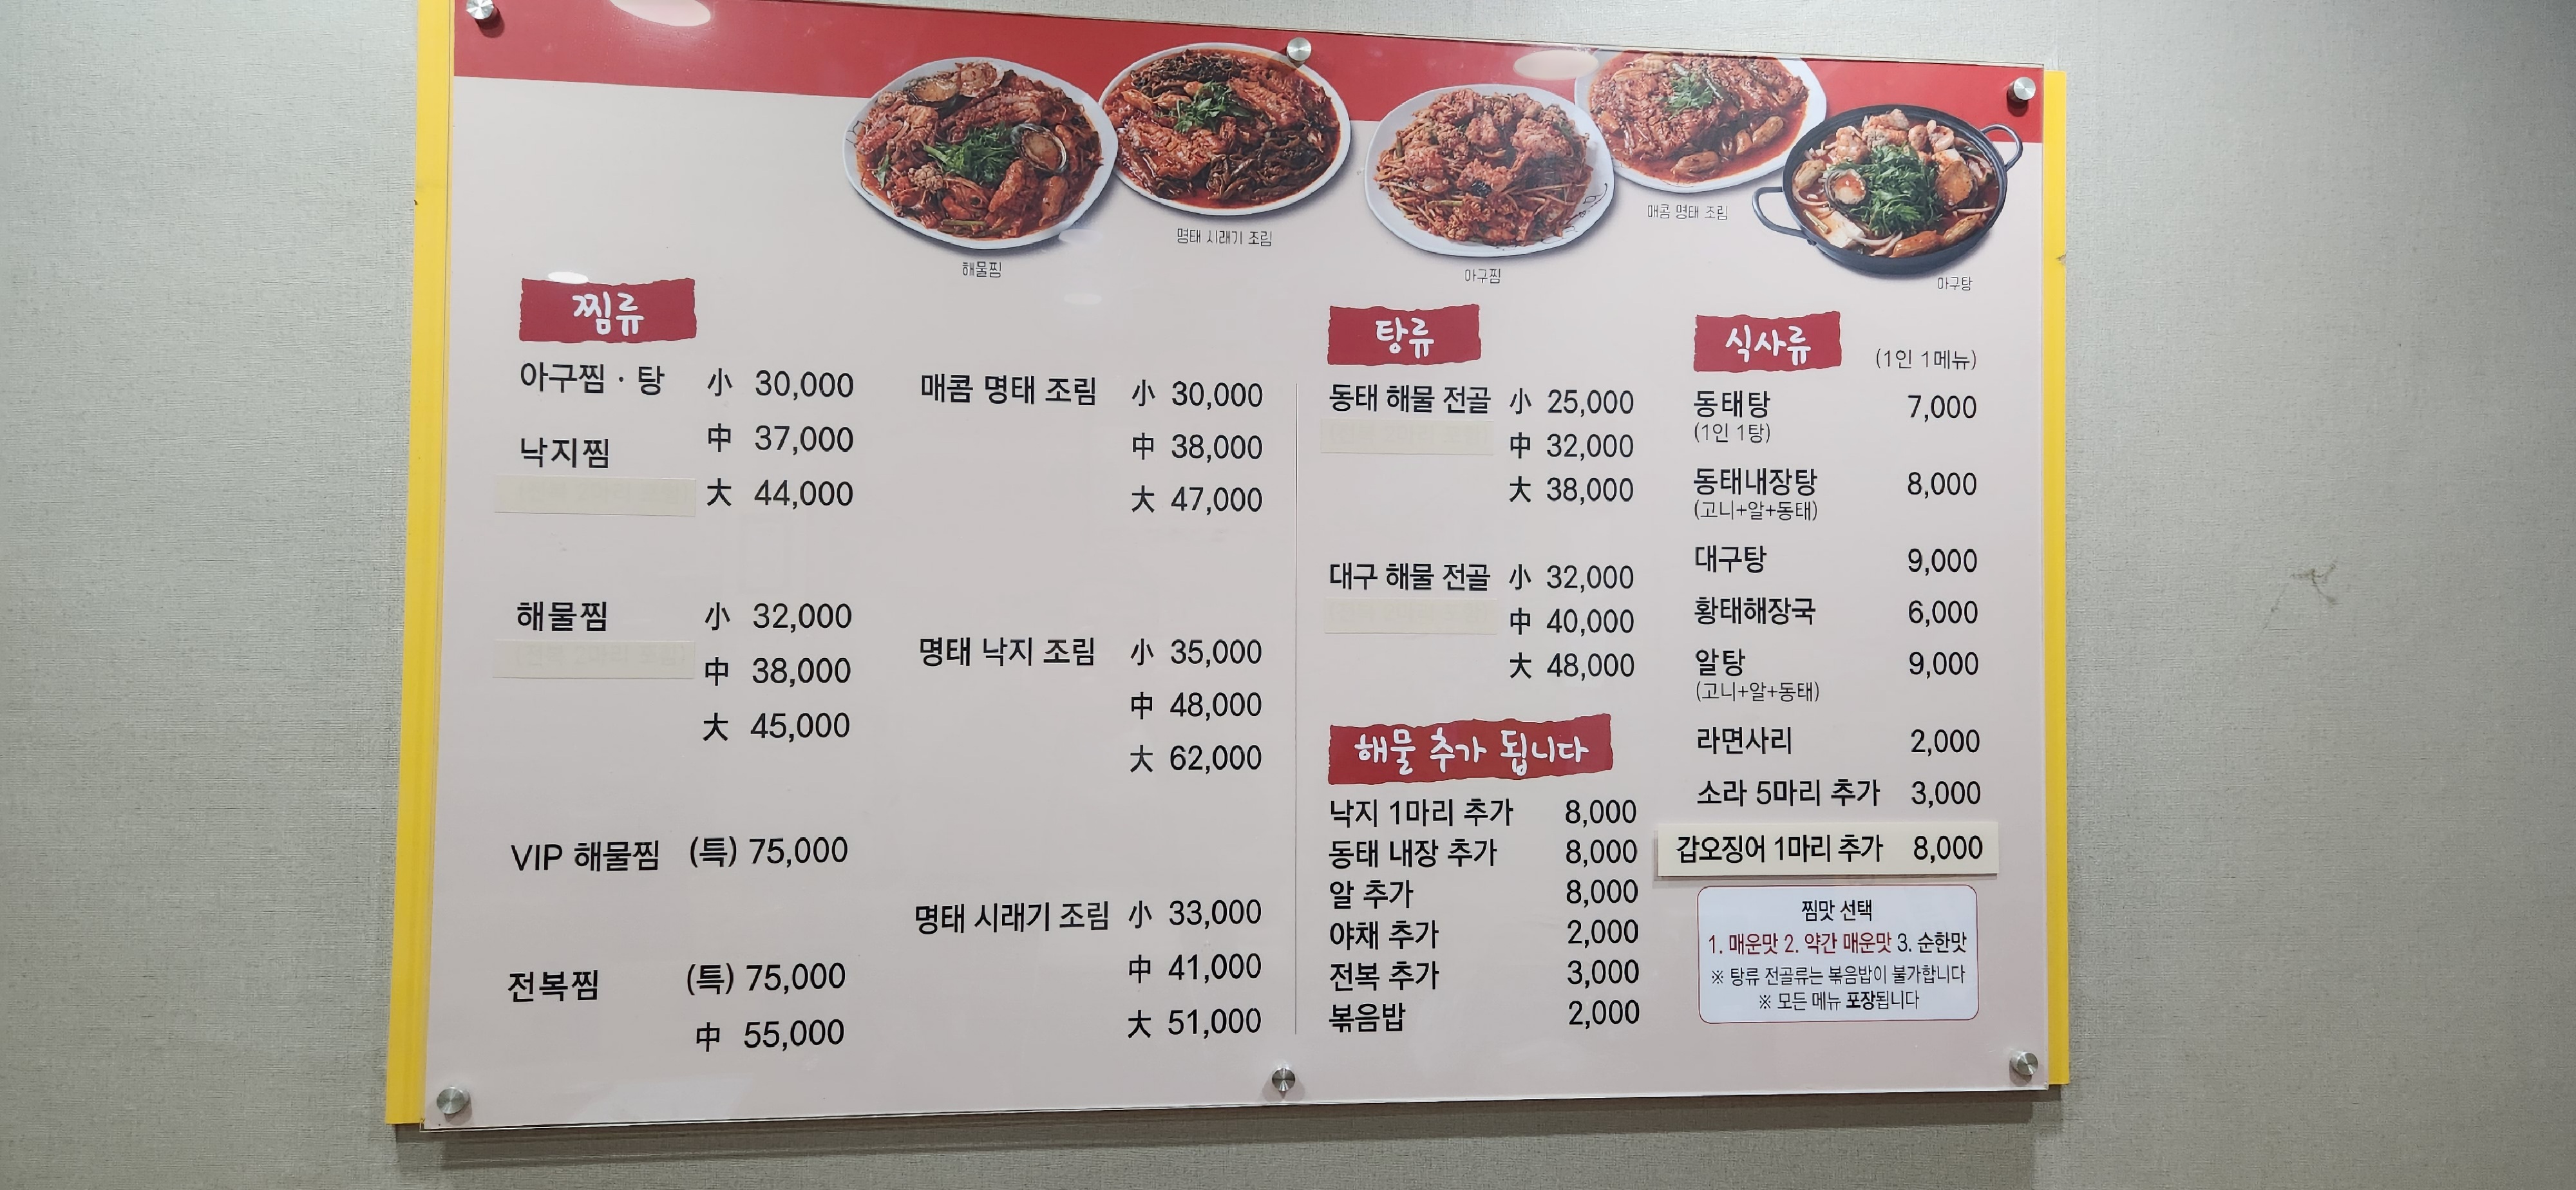 해물찜
명태 시래기 조림
아구찜
매콤 명태 조림
아구탕
찜류
아구찜 · 탕 小 30,000
中 37,000
낙지찜
大 44,000
해물찜 小 32,000
中 38,000
大 45,000
VIP 해물찜 (특) 75,000
전복찜 (특) 75,000
中 55,000
매콤 명태 조림 小 30,000
中 38,000
大 47,000
명태 낙지 조림 小 35,000
中 48,000
大 62,000
명태 시래기 조림 小 33,000
中 41,000
大 51,000
탕류
동태 해물 전골 小 25,000
中 32,000
大 38,000
대구 해물 전골 小 32,000
中 40,000
大 48,000
해물 추가 됩니다
낙지 1마리 추가 8,000
동태 내장 추가 8,000
알 추가 8,000
야채 추가 2,000
전복 추가 3,000
볶음밥 2,000
식사류 (1인 1메뉴)
동태탕 7,000
(1인 1탕)
동태내장탕 8,000
(고니+알+동태)
대구탕 9,000
황태해장국 6,000
알탕 9,000
(고니+알+동태)
라면사리 2,000
소라 5마리 추가 3,000
갑오징어 1마리 추가 8,000
찜맛 선택
1. 매운맛 2. 약간 매운맛 3. 순한맛
※ 탕류 전골류는 볶음밥이 불가합니다
※ 모든 메뉴 포장됩니다